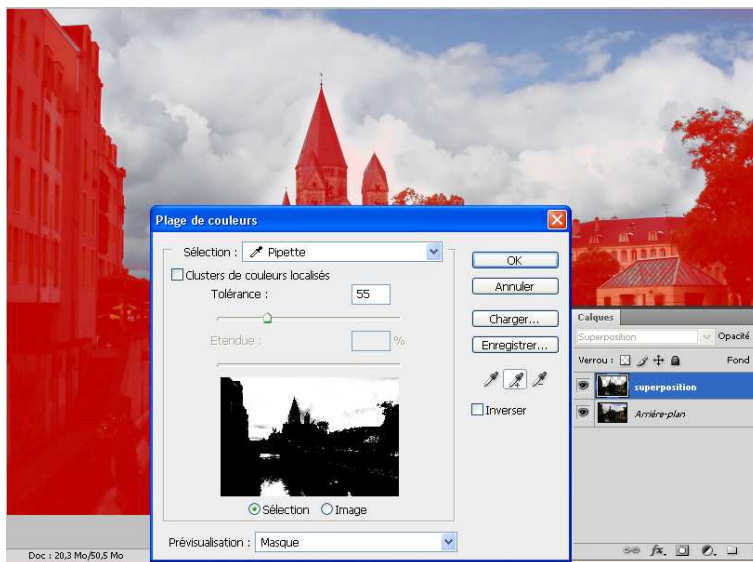 Plage de couleurs
Sélection : Pipette
Clusters de couleurs localisés
Tolérance : 55
Etendue : %
Sélection Image
Prévisualisation : Masque
OK
Annuler
Charger...
Enregistrer...
Inverser
Calques
Superposition Opacité
Verrou : Fond
superposition
Arrière-plan
fx.
Doc : 20,3 Mo/50,5 Mo